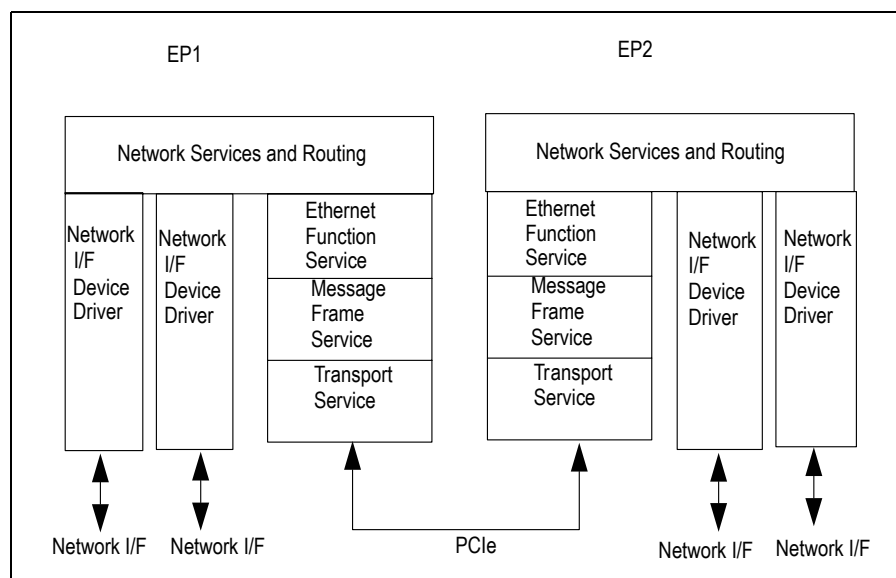 EP1
EP2
Network Services and Routing
Network Services and Routing
Network
I/F
Device
Driver
Network
I/F
Device
Driver
Ethernet
Function
Service
Message
Frame
Service
Transport
Service
Ethernet
Function
Service
Message
Frame
Service
Transport
Service
Network
I/F
Device
Driver
Network
I/F
Device
Driver
Network I/F
Network I/F
PCIe
Network I/F
Network I/F